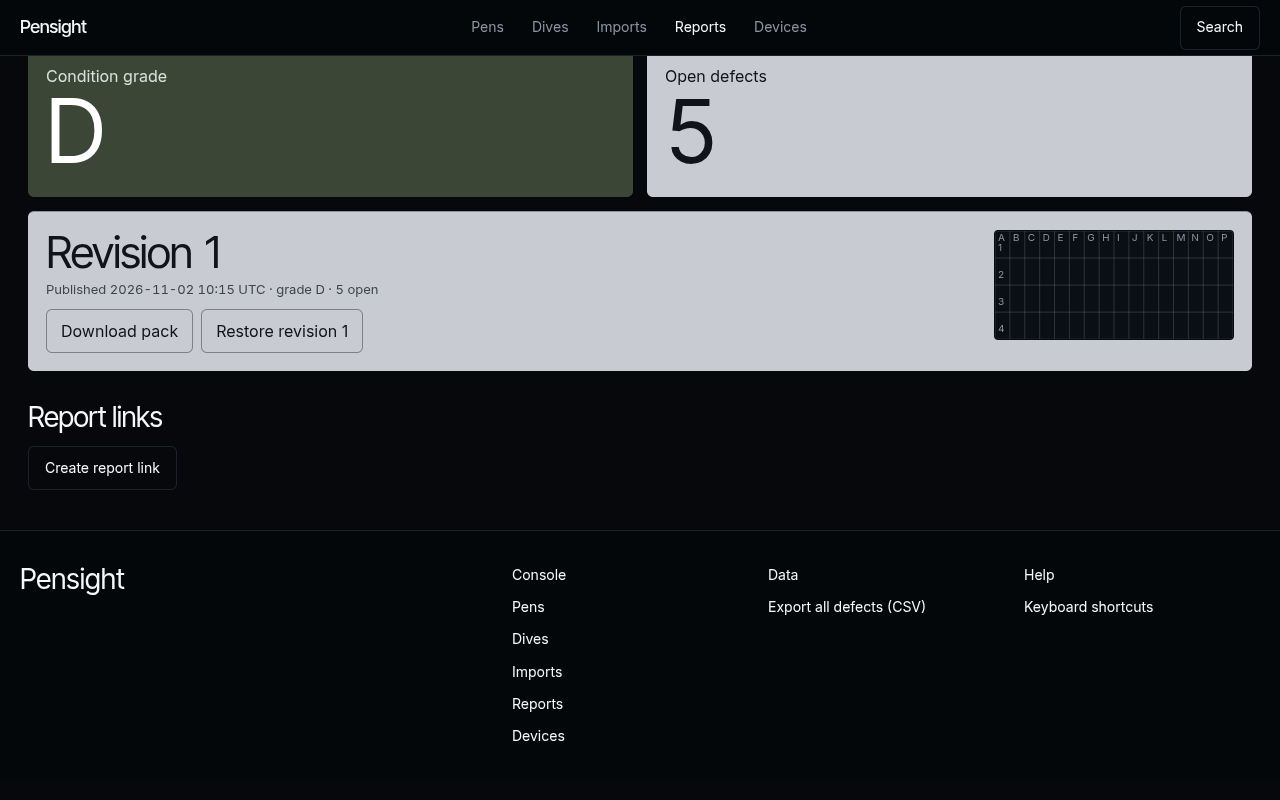 Pensight
Pens Dives Imports Reports Devices
Search
Condition grade
D
Open defects
5
Revision 1
Published 2026-11-02 10:15 UTC · grade D · 5 open
Download pack
Restore revision 1
A B C D E F G H I J K L M N O P
1
2
3
4
Report links
Create report link
Pensight
Console
Pens
Dives
Imports
Reports
Devices
Data
Export all defects (CSV)
Help
Keyboard shortcuts